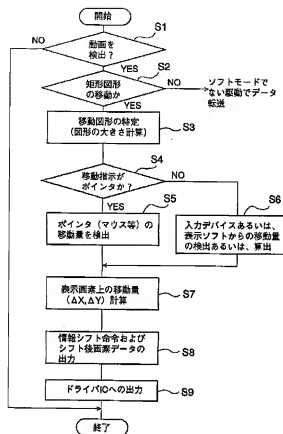 開始
S1
NO
動画を
検出?
YES
S2
矩形図形
の移動か
NO
ソフトモードで
ない駆動でデータ
転送
YES
移動図形の特定
(図形の大きさ計算)
S3
S4
移動指示が
ポインタか?
NO
YES
S5
ポインタ(マウス等)の
移動量を検出
S6
入力デバイスあるいは、
表示ソフトからの移動量
の検出あるいは、算出
表示画素上の移動量
(ΔX,ΔY)計算
S7
情報シフト命令および
シフト後画素データの
出力
S8
ドライバICへの出力
S9
終了